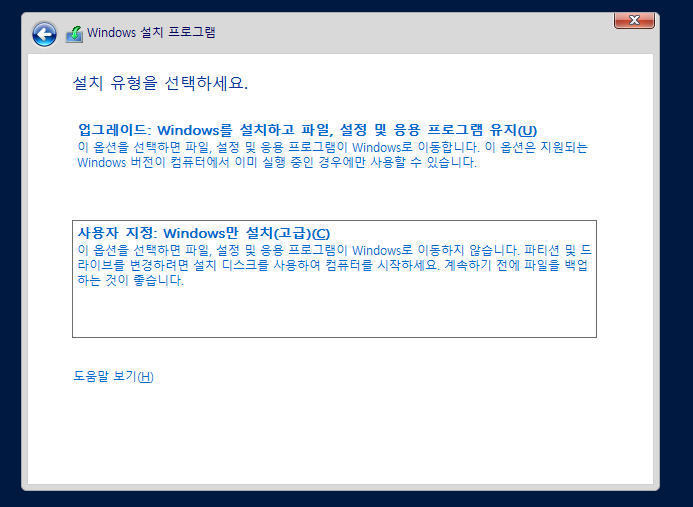 Windows 설치 프로그램
설치 유형을 선택하세요.
업그레이드: Windows를 설치하고 파일, 설정 및 응용 프로그램 유지(U)
이 옵션을 선택하면 파일, 설정 및 응용 프로그램이 Windows로 이동합니다. 이 옵션은 지원되는
Windows 버전이 컴퓨터에서 이미 실행 중인 경우에만 사용할 수 있습니다.
사용자 지정: Windows만 설치(고급)(C)
이 옵션을 선택하면 파일, 설정 및 응용 프로그램이 Windows로 이동하지 않습니다. 파티션 및 드
라이브를 변경하려면 설치 디스크를 사용하여 컴퓨터를 시작하세요. 계속하기 전에 파일을 백업
하는 것이 좋습니다.
도움말 보기(H)